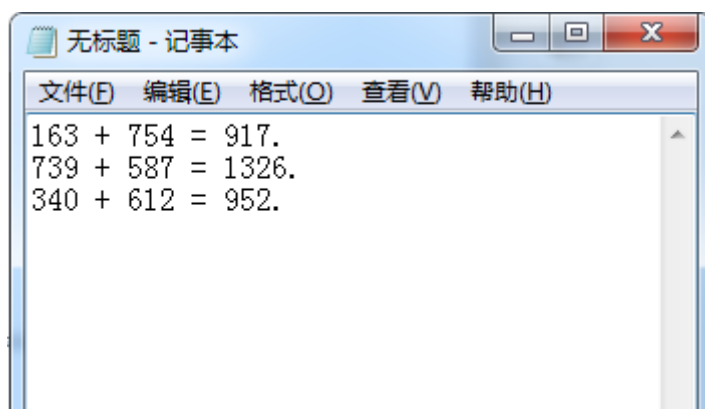 无标题 - 记事本
文件(F) 编辑(E) 格式(O) 查看(V) 帮助(H)
163 + 754 = 917.
739 + 587 = 1326.
340 + 612 = 952.